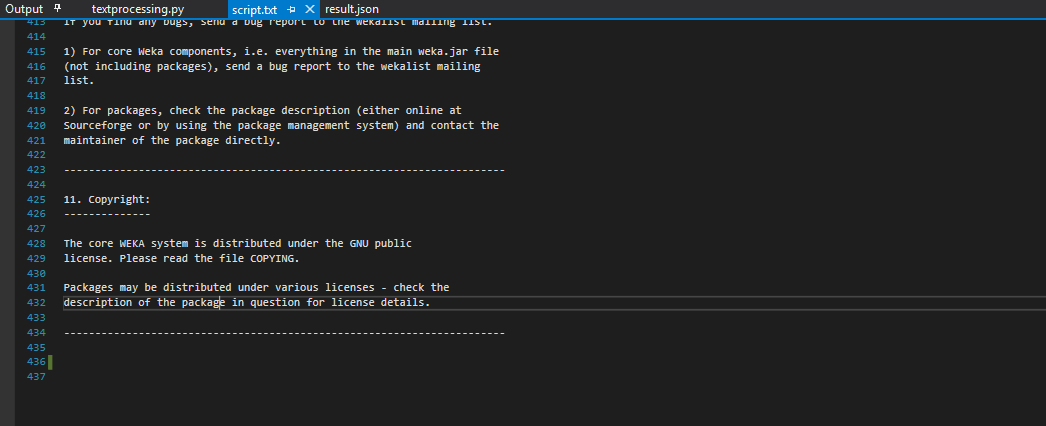 Output textprocessing.py script.txt result.json
413 If you find any bugs, send a bug report to the wekalist mailing list.
414
415 1) For core Weka components, i.e. everything in the main weka.jar file
416 (not including packages), send a bug report to the wekalist mailing
417 list.
418
419 2) For packages, check the package description (either online at
420 Sourceforge or by using the package management system) and contact the
421 maintainer of the package directly.
422
423 -----------------------------------------------------------------------
424
425 11. Copyright:
426 --------------
427
428 The core WEKA system is distributed under the GNU public
429 license. Please read the file COPYING.
430
431 Packages may be distributed under various licenses - check the
432 description of the package in question for license details.
433
434 -----------------------------------------------------------------------
435
436
437